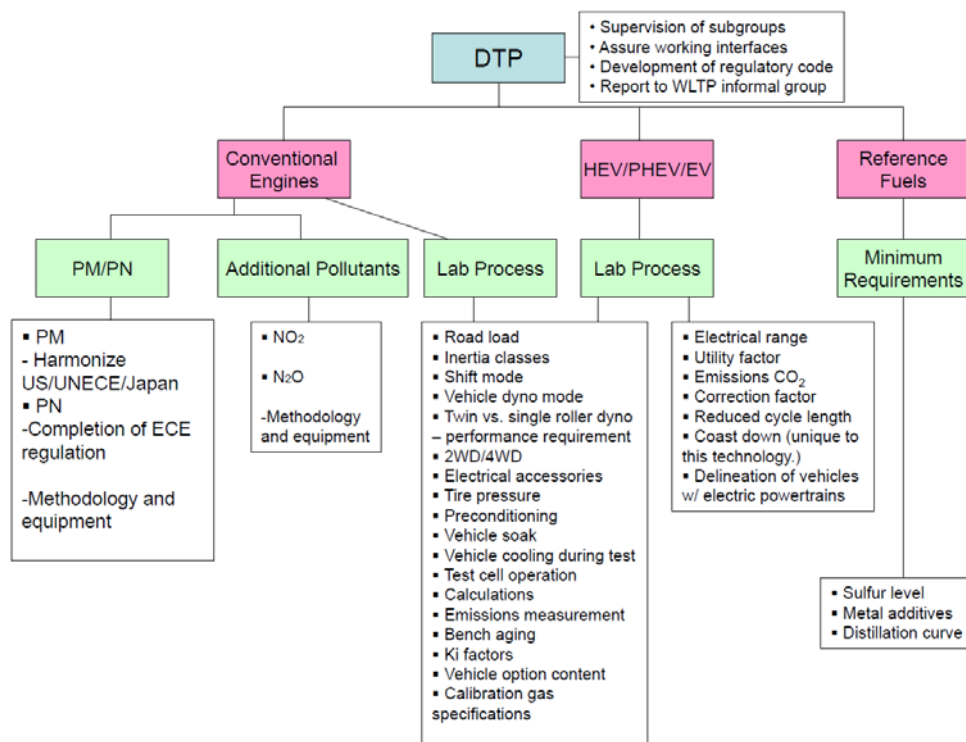 DTP
▪ Supervision of subgroups
▪ Assure working interfaces
▪ Development of regulatory code
▪ Report to WLTP informal group
Conventional
Engines
HEV/PHEV/EV
Reference
Fuels
PM/PN
Additional Pollutants
Lab Process
Lab Process
Minimum
Requirements
▪ PM
- Harmonize
US/UNECE/Japan
▪ PN
-Completion of ECE
regulation
-Methodology and
equipment
▪ NO₂
▪ N₂O
-Methodology
and equipment
▪ Road load
▪ Inertia classes
▪ Shift mode
▪ Vehicle dyno mode
▪ Twin vs. single roller dyno
– performance requirement
▪ 2WD/4WD
▪ Electrical accessories
▪ Tire pressure
▪ Preconditioning
▪ Vehicle soak
▪ Vehicle cooling during test
▪ Test cell operation
▪ Calculations
▪ Emissions measurement
▪ Bench aging
▪ Ki factors
▪ Vehicle option content
▪ Calibration gas
specifications
▪ Electrical range
▪ Utility factor
▪ Emissions CO₂
▪ Correction factor
▪ Reduced cycle length
▪ Coast down (unique to
this technology.)
▪ Delineation of vehicles
w/ electric powertrains
▪ Sulfur level
▪ Metal additives
▪ Distillation curve